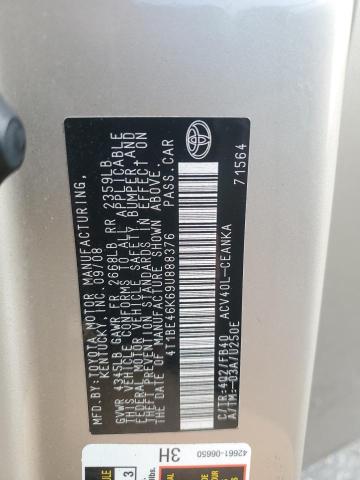 MFD.BY:TOYOTA MOTOR MANUFACTURING,
KENTUCKY, INC. 09/08
GVWR 4345LB GAWR FR 2668LB RR 2359LB
THIS VEHICLE CONFORMS TO ALL APPLICABLE
FEDERAL MOTOR VEHICLE SAFETY, BUMPER, AND
THEFT PREVENTION STANDARDS IN EFFECT ON
THE DATE OF MANUFACTURE SHOWN ABOVE.
4T1BE46K69U888376 PASS.CAR
C/TR:4Q2/FB40 ACV40L-CEANKA
A/TM:-03A/U250E
71564
42661-06650
3H
3